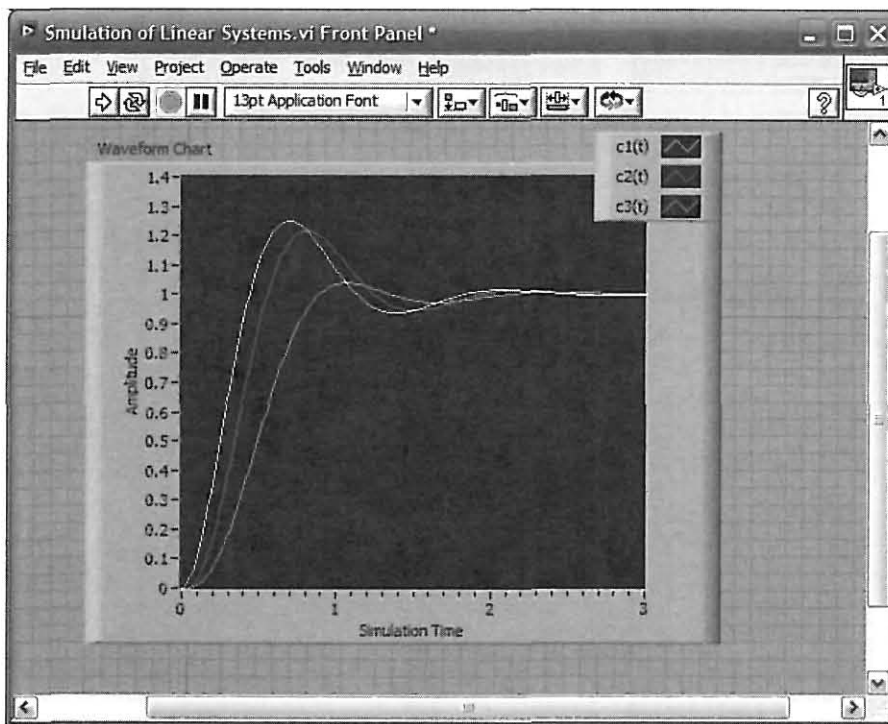 Smulation of Linear Systems.vi Front Panel *
File Edit View Project Operate Tools Window Help
13pt Application Font
?
1
Waveform Chart
c1(t)
c2(t)
c3(t)
1.4
1.3
1.2
1.1
1
0.9
0.8
0.7
0.6
0.5
0.4
0.3
0.2
0.1
0
Amplitude
0 1 2 3
Simulation Time